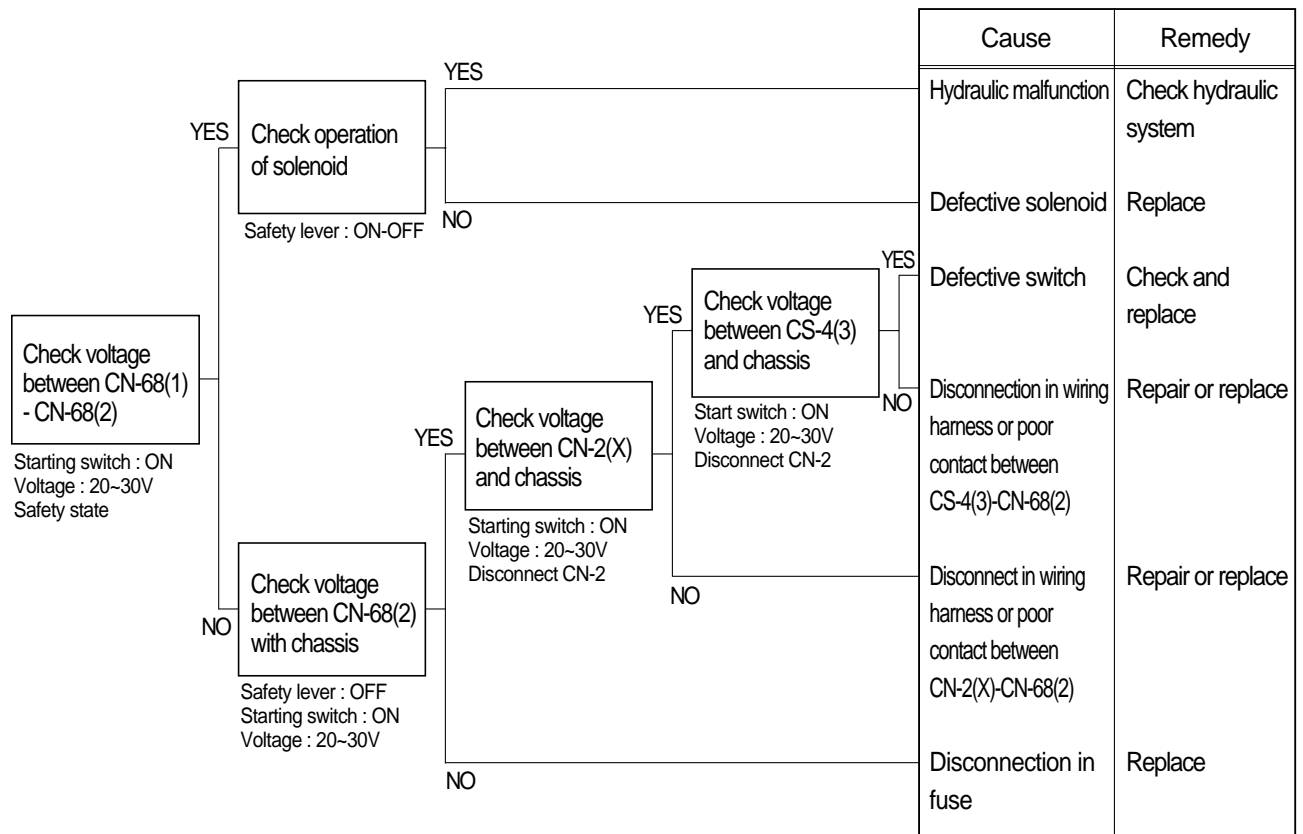 Cause
Remedy
YES
Hydraulic malfunction
Check hydraulic
system
YES
Check operation
of solenoid
Safety lever : ON-OFF
NO
Defective solenoid
Replace
YES
Defective switch
Check and
replace
YES
Check voltage
between CS-4(3)
and chassis
Start switch : ON
Voltage : 20~30V
Disconnect CN-2
NO
Disconnection in wiring
harness or poor
contact between
CS-4(3)-CN-68(2)
Repair or replace
Check voltage
between CN-68(1)
- CN-68(2)
Starting switch : ON
Voltage : 20~30V
Safety state
YES
Check voltage
between CN-2(X)
and chassis
Starting switch : ON
Voltage : 20~30V
Disconnect CN-2
NO
Disconnect in wiring
harness or poor
contact between
CN-2(X)-CN-68(2)
Repair or replace
NO
Check voltage
between CN-68(2)
with chassis
Safety lever : OFF
Starting switch : ON
Voltage : 20~30V
NO
Disconnection in
fuse
Replace